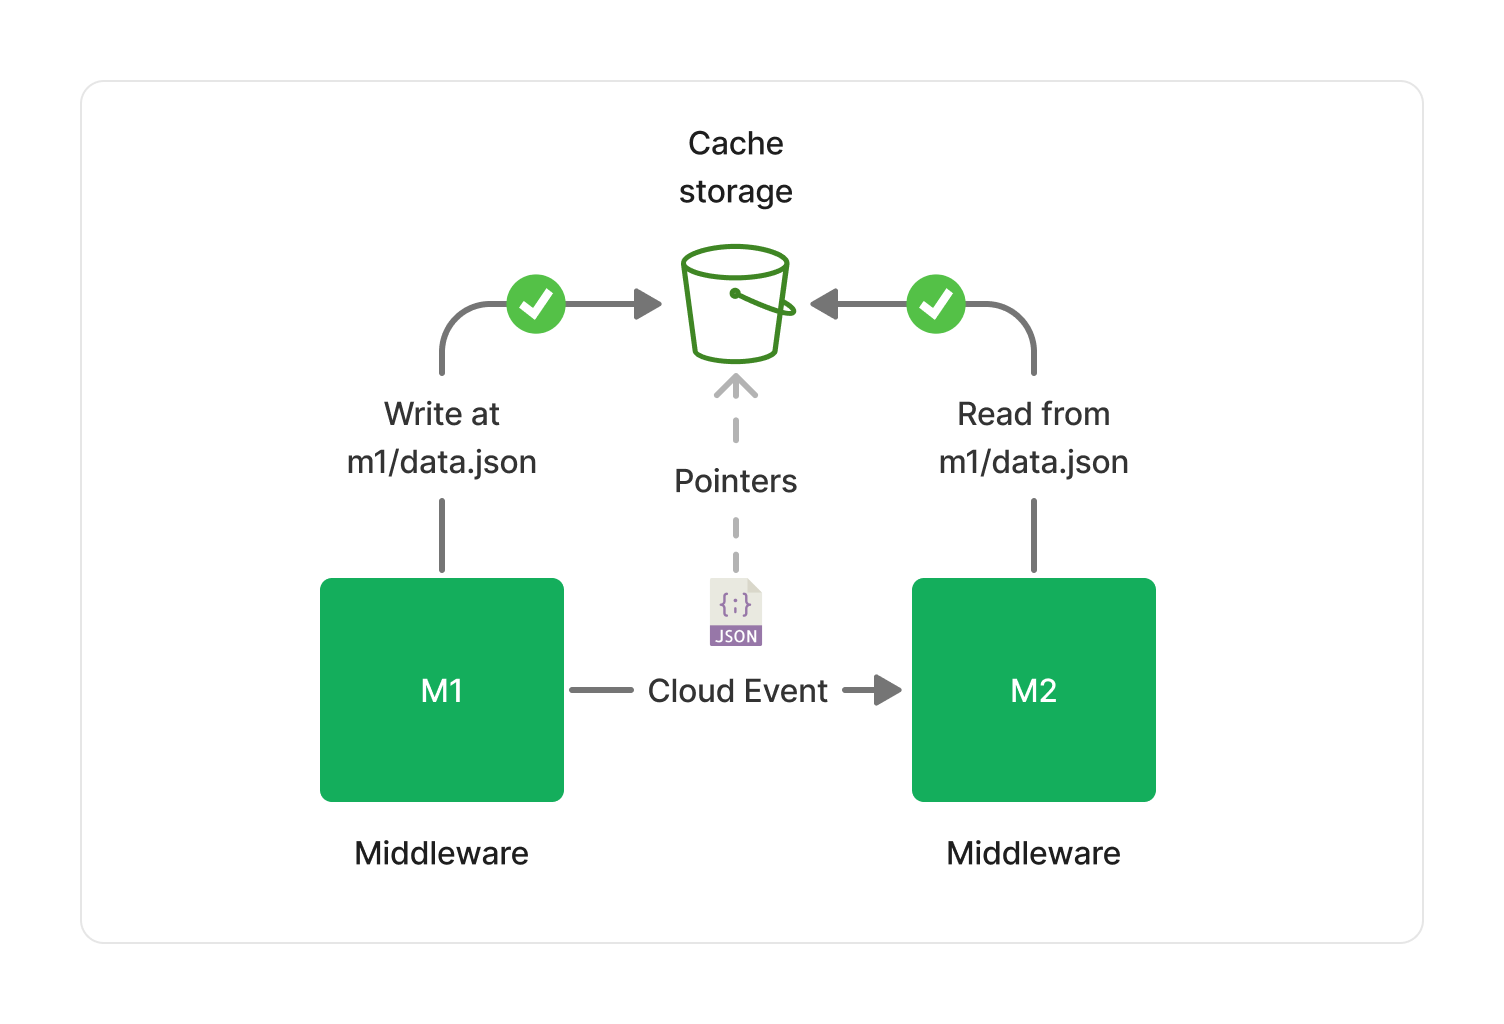 Cache
storage
Write at
m1/data.json
Pointers
Read from
m1/data.json
{;}
JSON
M1
Cloud Event
M2
Middleware
Middleware